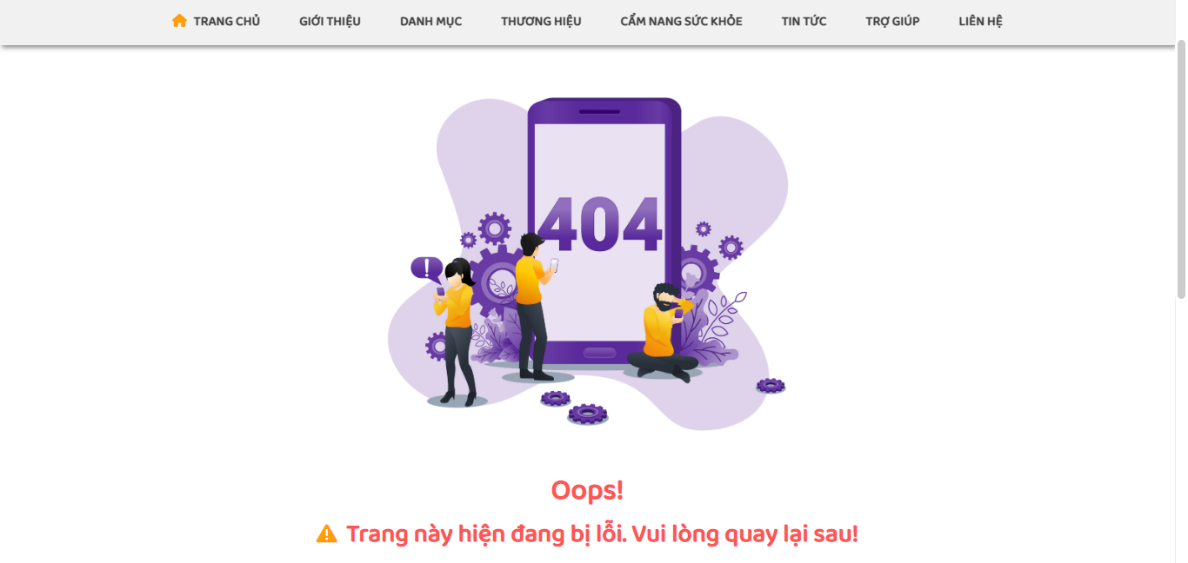 TRANG CHỦ GIỚI THIỆU DANH MỤC THƯƠNG HIỆU CẨM NANG SỨC KHỎE TIN TỨC TRỢ GIÚP LIÊN HỆ
404
!
Oops!
Trang này hiện đang bị lỗi. Vui lòng quay lại sau!